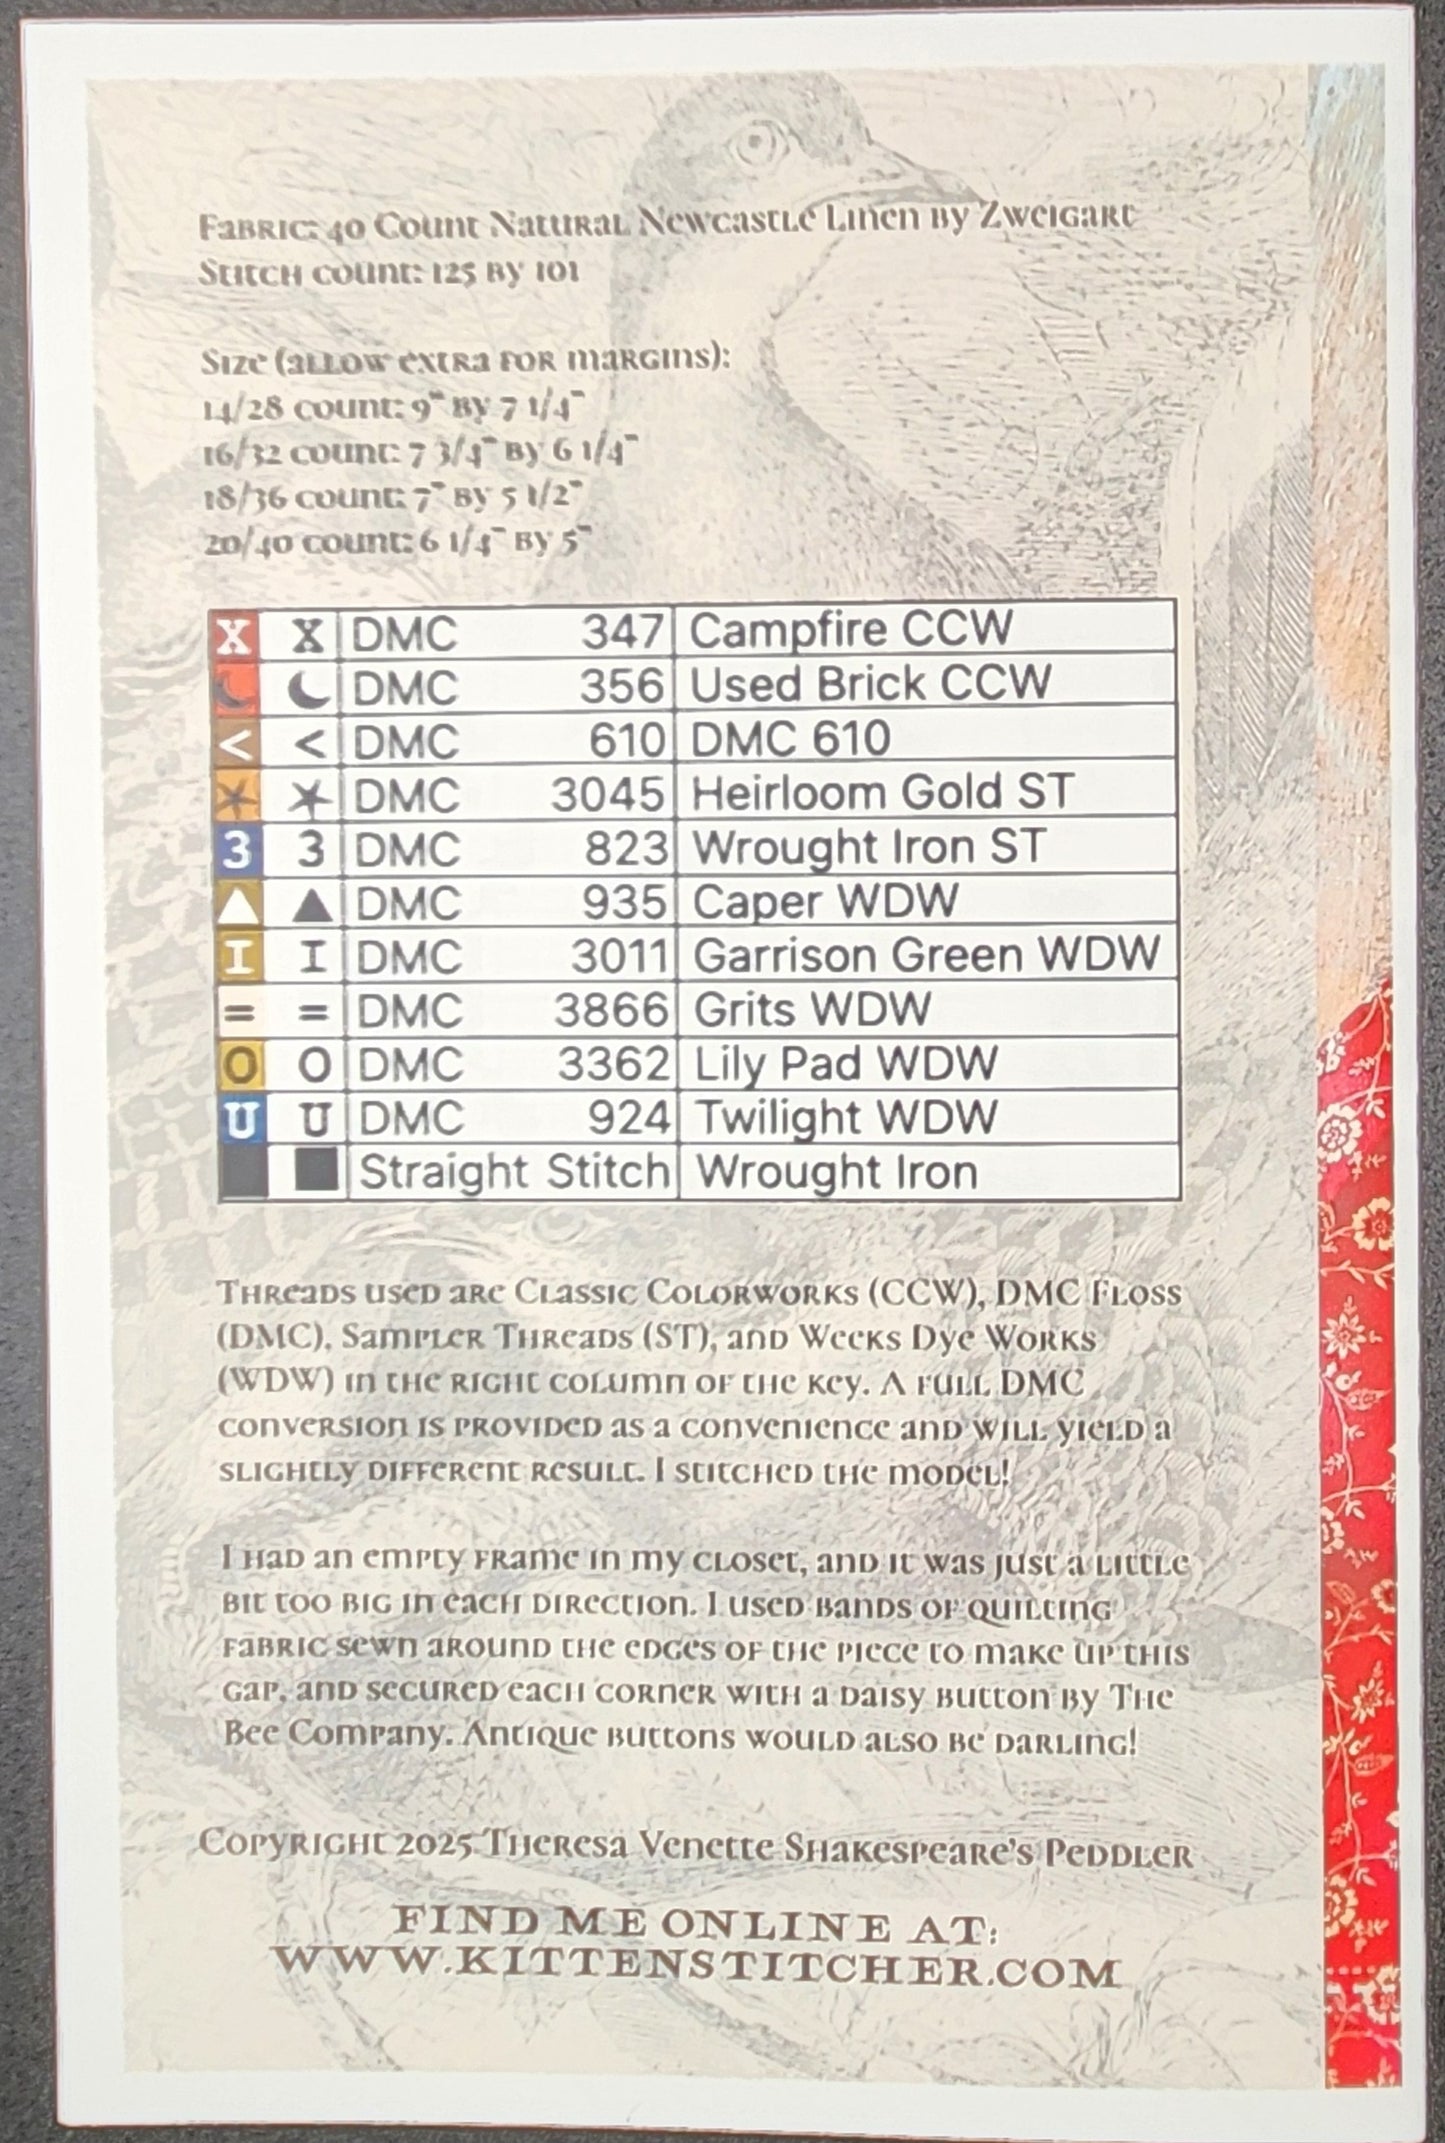 Fabric: 40 Count Natural Newcastle Linen by Zweigart
Stitch count: 125 by 101
Size (allow extra for margins):
14/28 count: 9" by 7 1/4"
16/32 count: 7 3/4" by 6 1/4"
18/36 count: 7" by 5 1/2"
20/40 count: 6 1/4" by 5"
X X DMC 347 Campfire CCW
DMC 356 Used Brick CCW
< < DMC 610 DMC 610
DMC 3045 Heirloom Gold ST
3 3 DMC 823 Wrought Iron ST
▲ ▲ DMC 935 Caper WDW
I I DMC 3011 Garrison Green WDW
= = DMC 3866 Grits WDW
O O DMC 3362 Lily Pad WDW
U U DMC 924 Twilight WDW
■ ■ Straight Stitch Wrought Iron
Threads used are Classic Colorworks (CCW), DMC Floss
(DMC), Sampler Threads (ST), and Weeks Dye Works
(WDW) in the right column of the key. A full DMC
conversion is provided as a convenience and will yield a
slightly different result. I stitched the model!
I had an empty frame in my closet, and it was just a little
bit too big in each direction. I used bands of quilting
fabric sewn around the edges of the piece to make up this
gap, and secured each corner with a daisy button by The
Bee Company. Antique buttons would also be darling!
Copyright 2025 Theresa Venette Shakespeare's Peddler
FIND ME ONLINE AT:
WWW.KITTENSTITCHER.COM